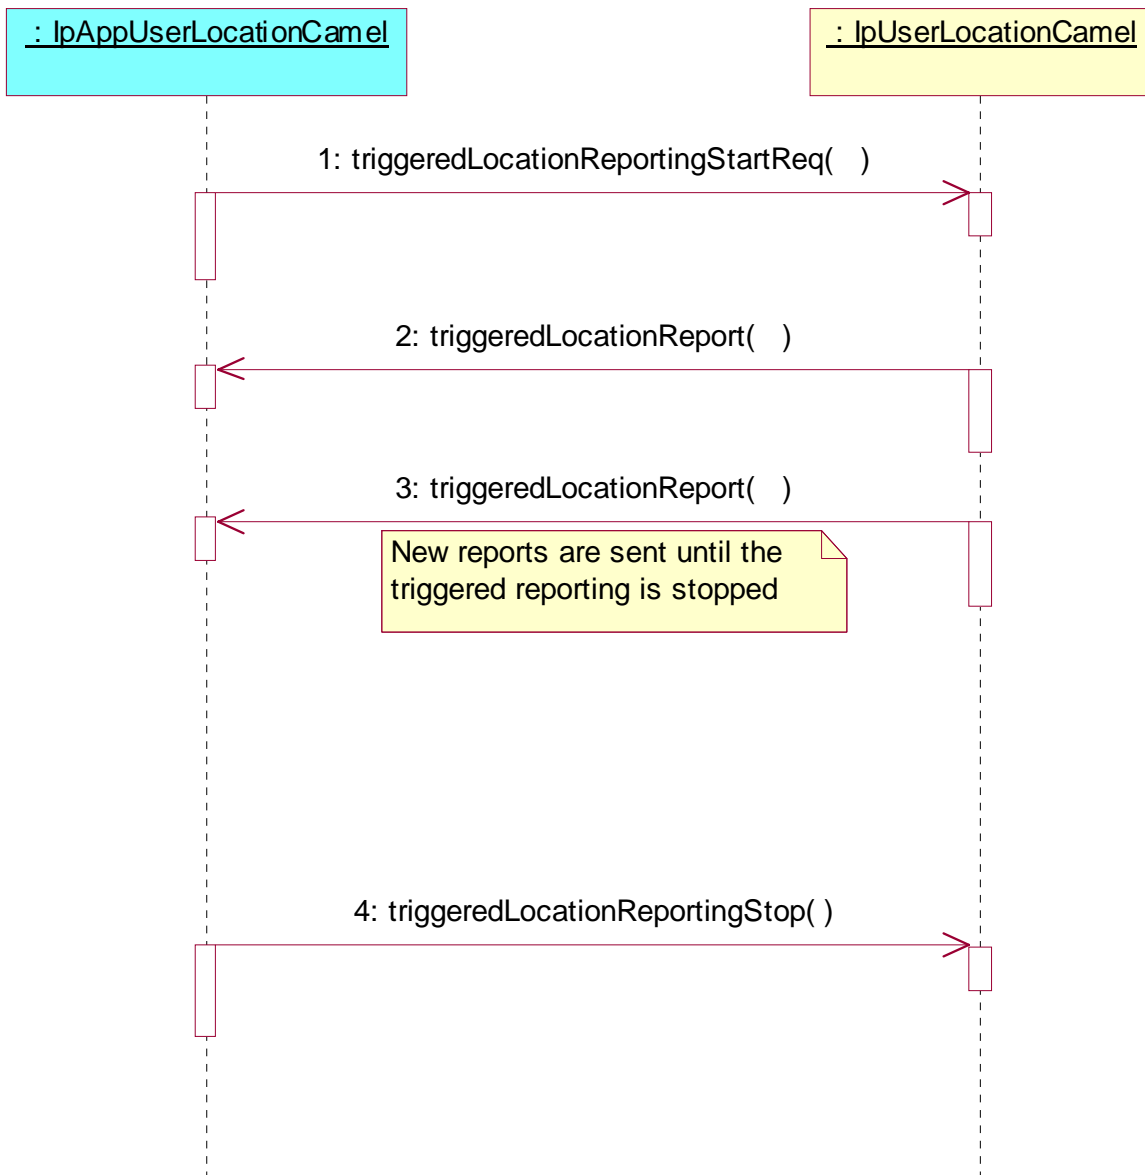 : IpAppUserLocationCamel
: IpUserLocationCamel
1: triggeredLocationReportingStartReq(   )
2: triggeredLocationReport(   )
3: triggeredLocationReport(   )
New reports are sent until the
triggered reporting is stopped
4: triggeredLocationReportingStop( )